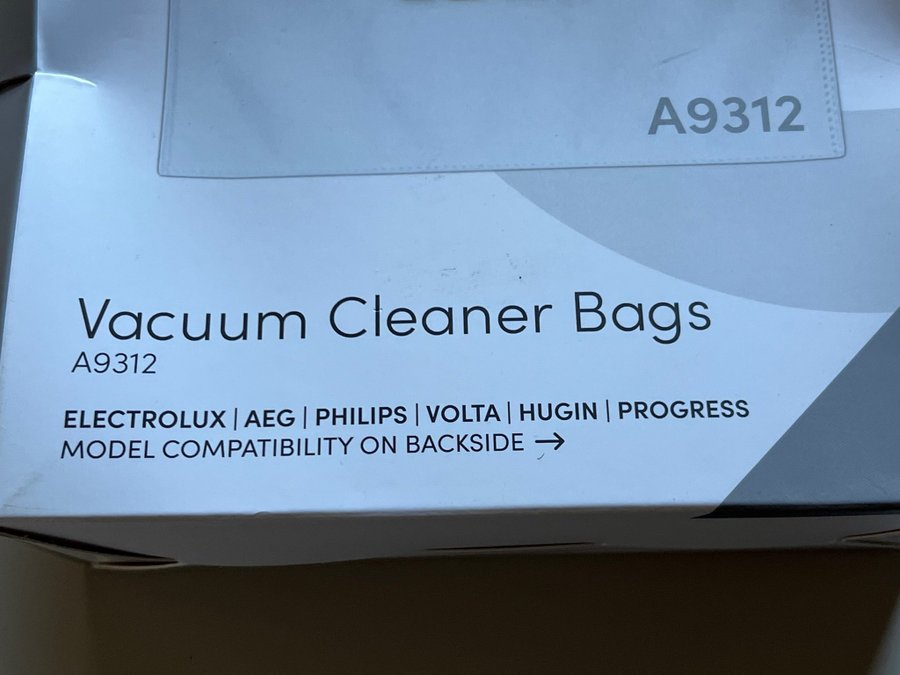 A9312
Vacuum Cleaner Bags
A9312
ELECTROLUX | AEG | PHILIPS | VOLTA | HUGIN | PROGRESS
MODEL COMPATIBILITY ON BACKSIDE →